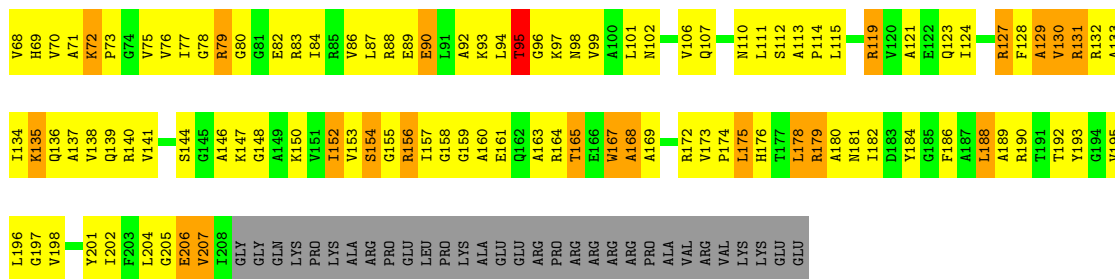 V68 H69 V70 A71 K72 P73 G74 V75 V76 I77 G78 R79 G80 G81 E82 R83 I84 R85 V86 L87 R88 E89 E90 L91 A92 K93 L94 T95 G96 K97 N98 V99 A100 L101 N102 V106 Q107 N110 L111 S112 A113 P114 L115 R119 V120 A121 E122 Q123 I124 R127 F128 A129 V130 R131 R132 A133
I134 K135 Q136 A137 V138 Q139 R140 V141 S144 G145 A146 K147 G148 A149 K150 V151 I152 V153 S154 G155 R156 I157 G158 G159 A160 E161 Q162 A163 R164 T165 E166 W167 A168 A169 R172 V173 P174 L175 H176 T177 L178 R179 A180 N181 I182 D183 Y184 G185 F186 A187 L188 A189 R190 T191 T192 Y193 G194 V195
L196 G197 V198 Y201 I202 F203 L204 G205 E206 V207 I208 GLY GLY GLN LYS PRO LYS ALA ARG PRO GLU LEU PRO LYS ALA GLU GLU ARG PRO ARG ARG ARG ARG PRO ALA VAL ARG VAL LYS LYS GLU GLU